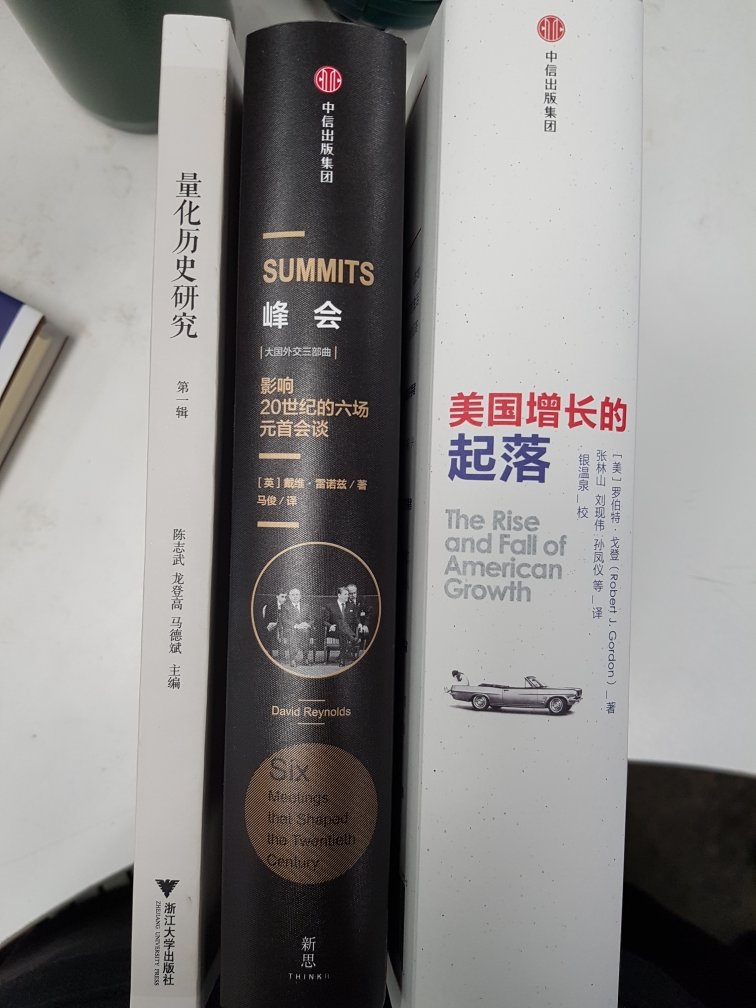 量化历史研究
第一辑
陈志武 龙登高 马德斌 主编
浙江大学出版社
ZHEJIANG UNIVERSITY PRESS
中信出版集团
SUMMITS
峰会
大国外交三部曲
影响
20世纪的六场
元首会谈
[英]戴维·雷诺兹/著
马俊/译
David Reynolds
Six
Meetings
that Shaped
the Twentieth
Century
新思
THINKR
中信出版集团
美国增长的
起落
[美]罗伯特·戈登(Robert J. Gordon)_著
张林山 刘现伟 孙凤仪 等_译
银温泉_校
The Rise
and Fall of
American
Growth